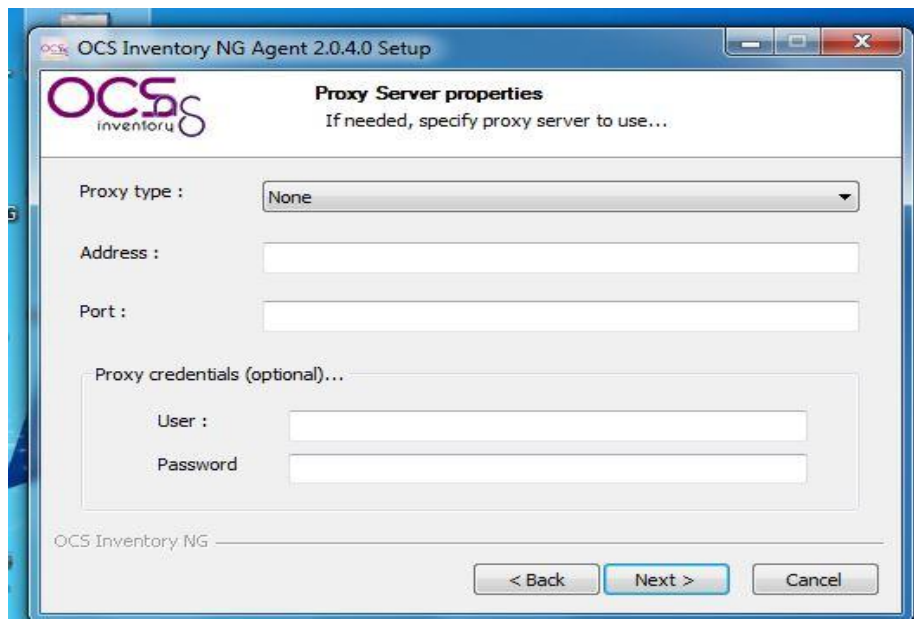 OCS Inventory NG Agent 2.0.4.0 Setup
OCSng
inventory
Proxy Server properties
If needed, specify proxy server to use...
Proxy type :
None
Address :
Port :
Proxy credentials (optional)...
User :
Password
OCS Inventory NG
< Back
Next >
Cancel